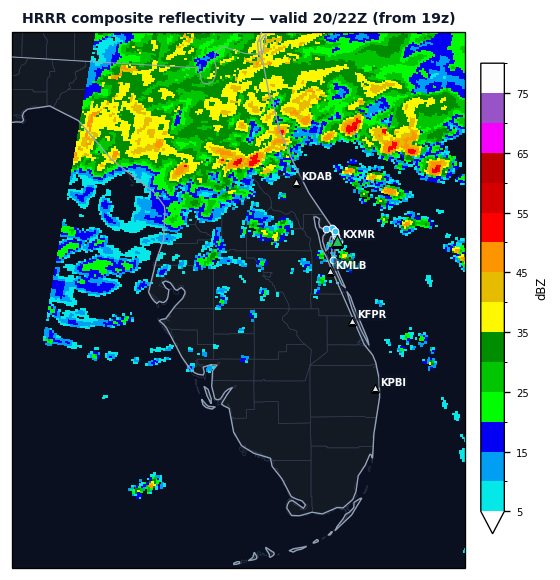 HRRR composite reflectivity — valid 20/22Z (from 19z)
KDAB
KXMR
KMLB
KFPR
KPBI
75
65
55
45
35
25
15
5
dBZ